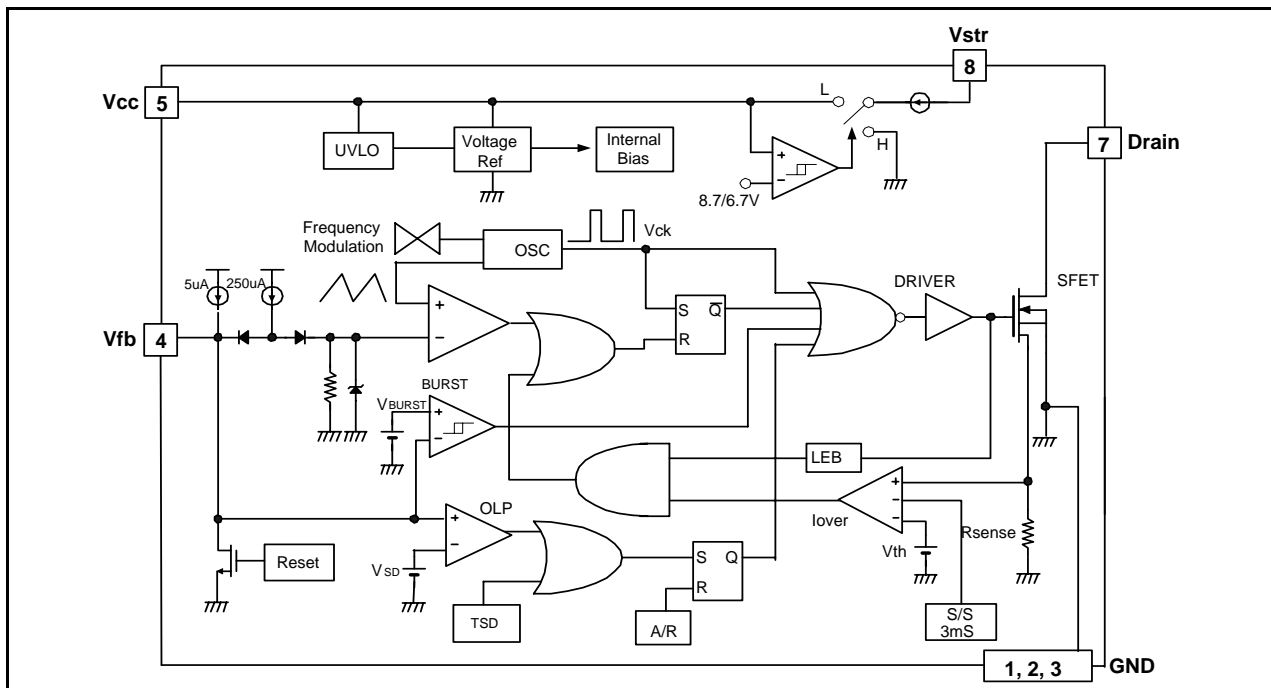 Vstr
8
Vcc
5
L
H
UVLO
Voltage
Ref
Internal
Bias
+
−
8.7/6.7V
7
Drain
Frequency
Modulation
OSC
Vck
5uA
250uA
DRIVER
SFET
+
−
S
Q
R
Vfb
4
BURST
VBURST
+
−
LEB
OLP
+
−
VSD
+
−
−
Iover
Vth
Rsense
Reset
S
Q
R
TSD
A/R
S/S
3mS
1, 2, 3
GND